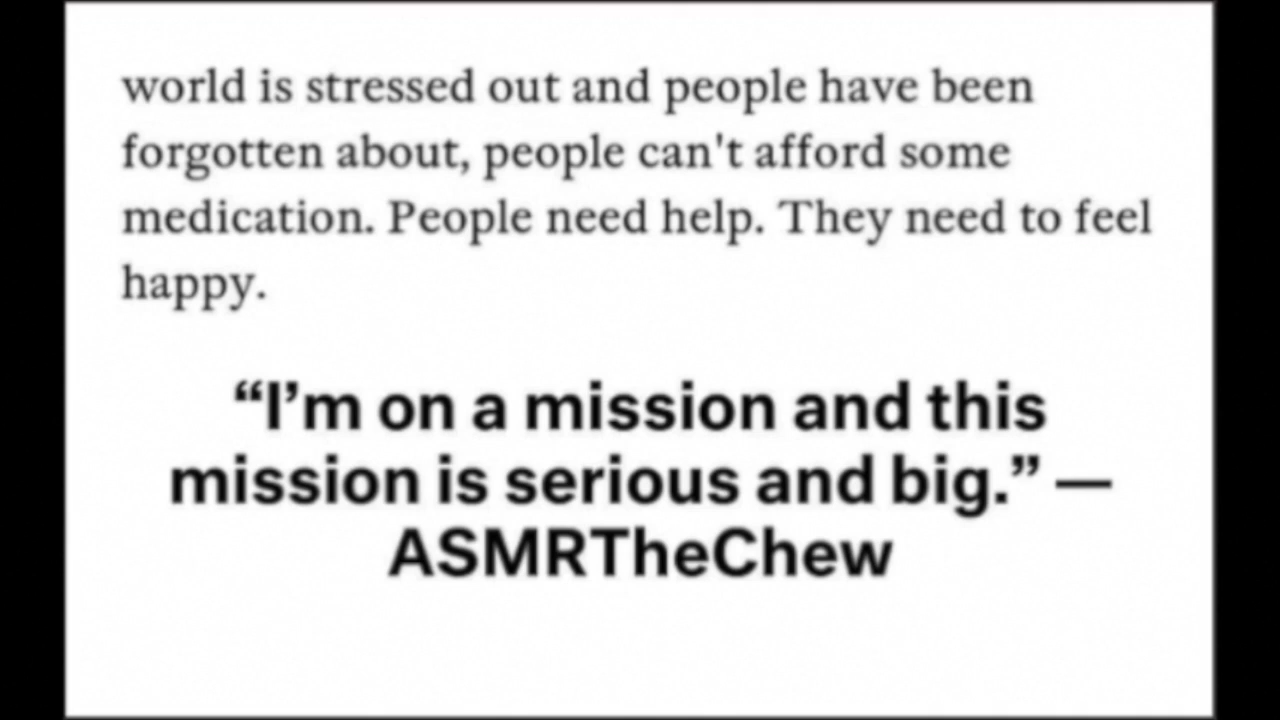 world is stressed out and people have been
forgotten about, people can't afford some
medication. People need help. They need to feel
happy.
“I’m on a mission and this
mission is serious and big.” —
ASMRTheChew